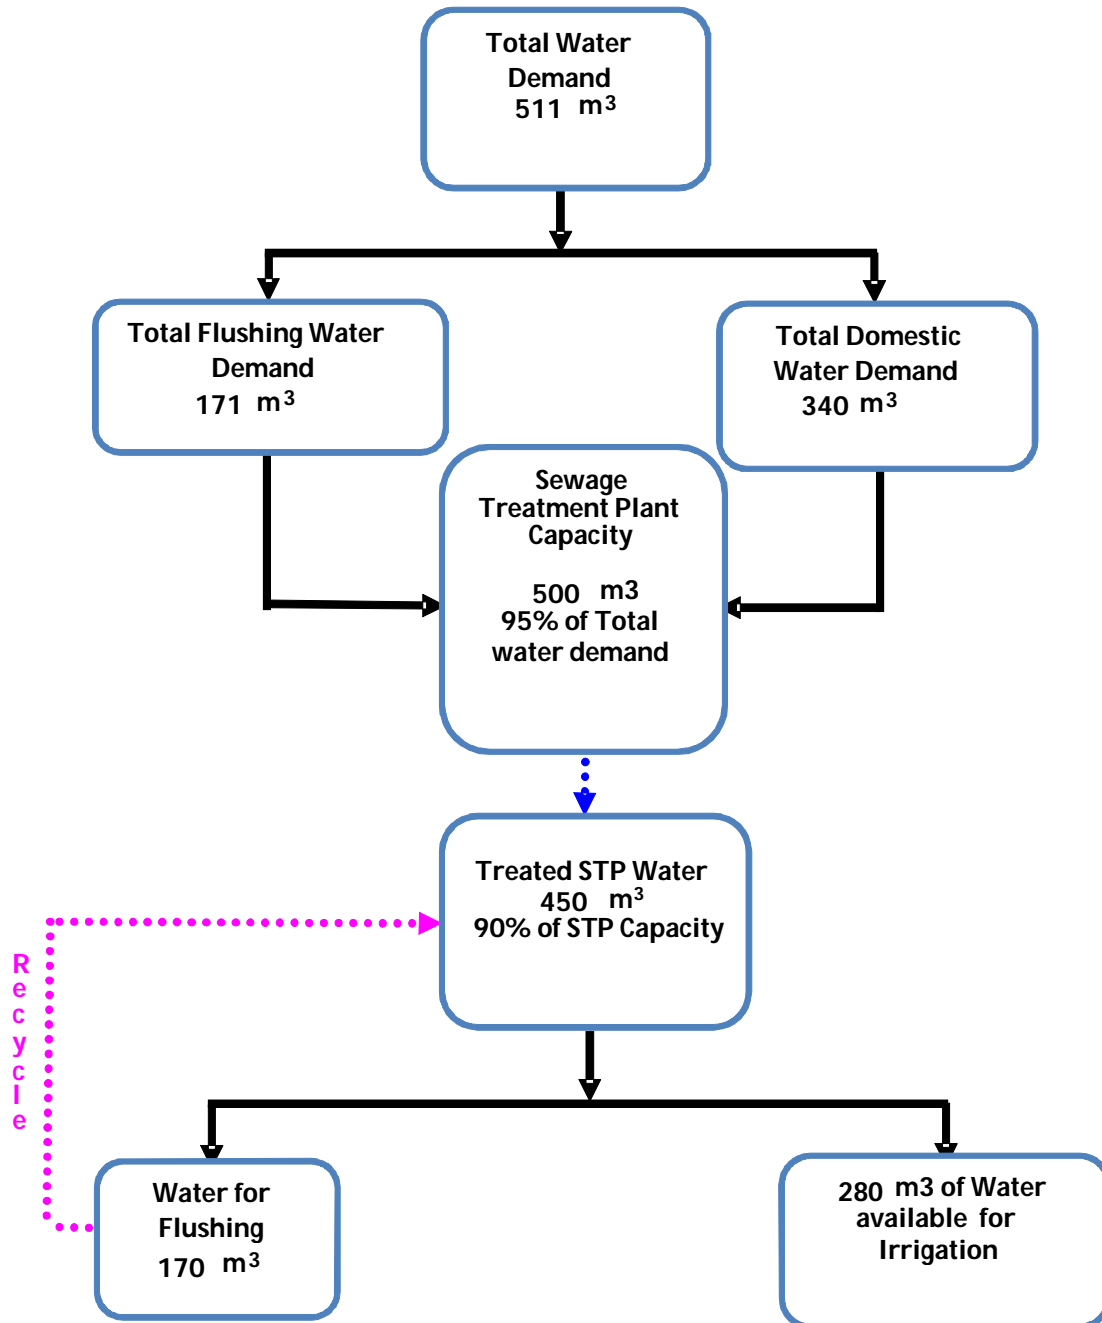 Total Water
Demand
511 m3
Total Flushing Water
Demand
171 m3
Total Domestic
Water Demand
340 m3
Sewage
Treatment Plant
Capacity
500 m3
95% of Total
water demand
Treated STP Water
450 m3
90% of STP Capacity
Recycle
Water for
Flushing
170 m3
280 m3 of Water
available for
Irrigation